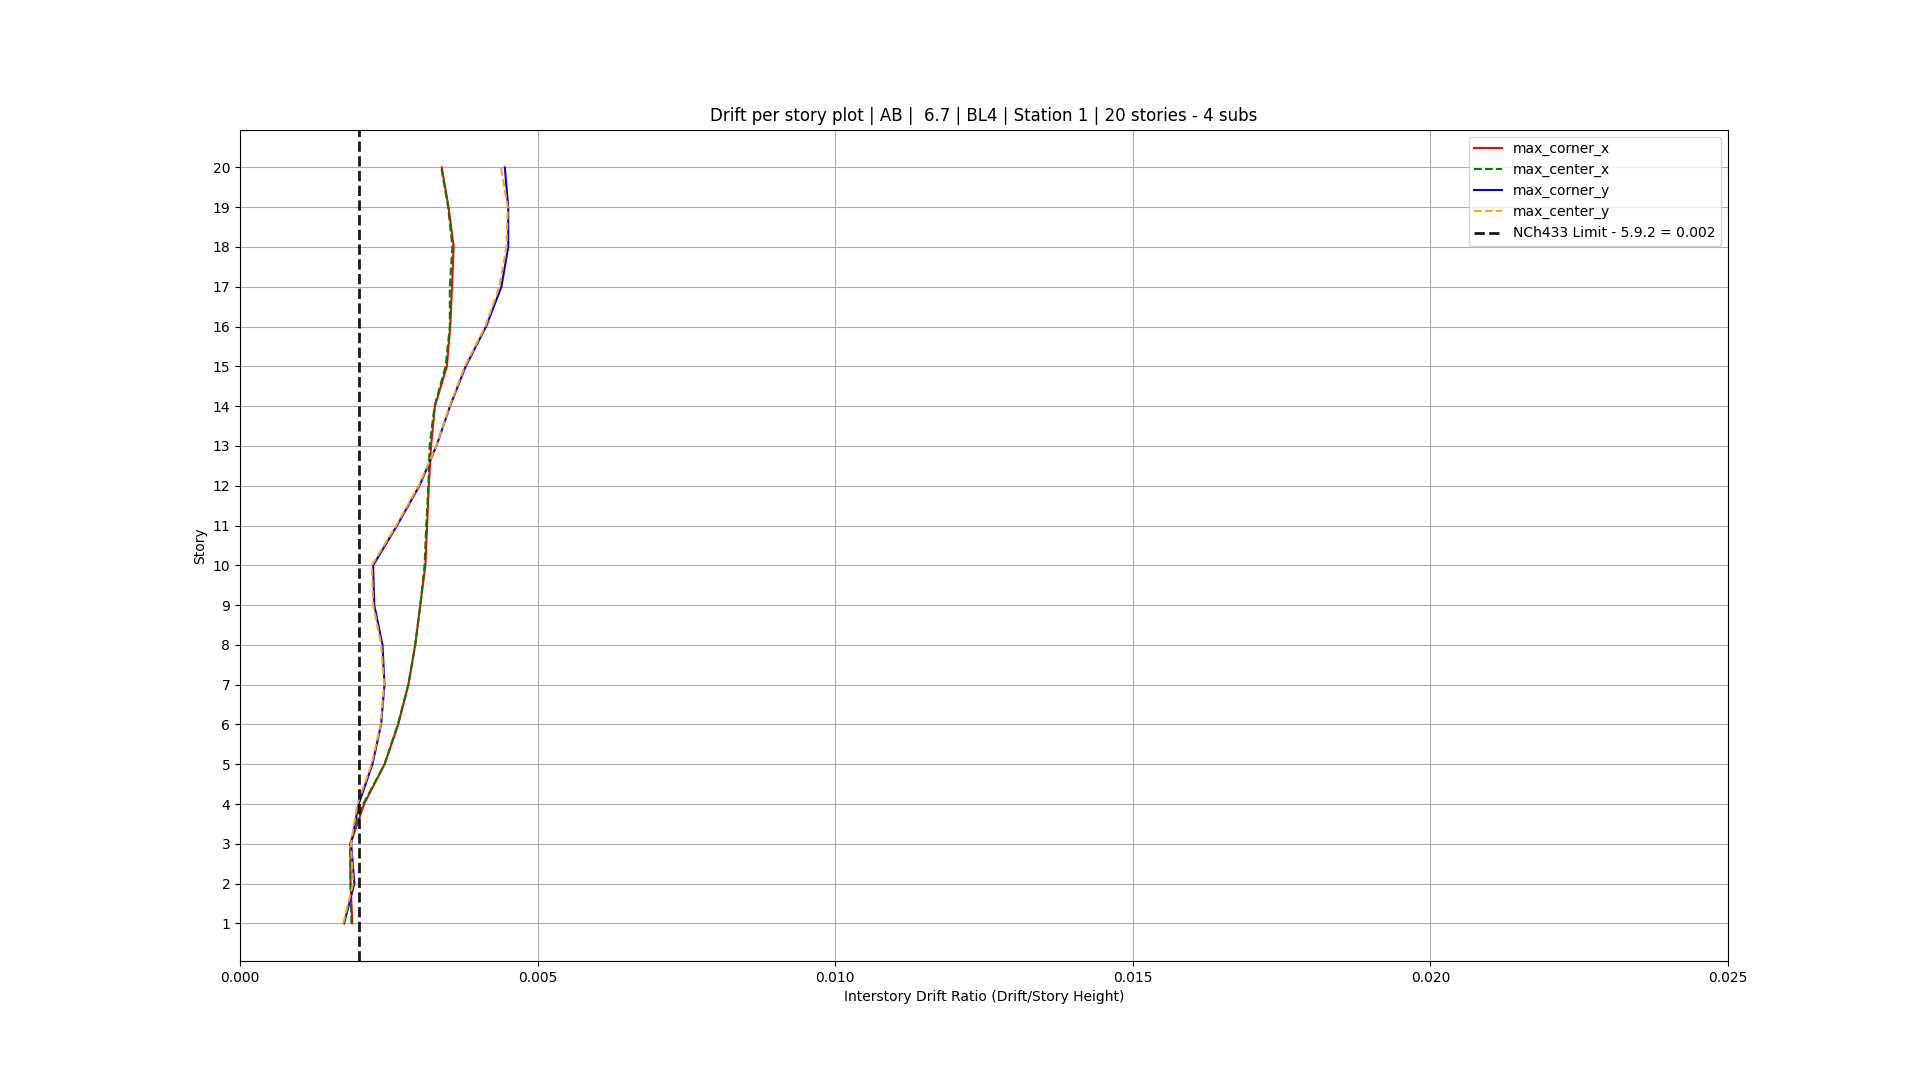 Drift per story plot | AB |  6.7 | BL4 | Station 1 | 20 stories - 4 subs
max_corner_x
max_center_x
max_corner_y
max_center_y
NCh433 Limit - 5.9.2 = 0.002
Story
20
19
18
17
16
15
14
13
12
11
10
9
8
7
6
5
4
3
2
1
0.000 0.005 0.010 0.015 0.020 0.025
Interstory Drift Ratio (Drift/Story Height)